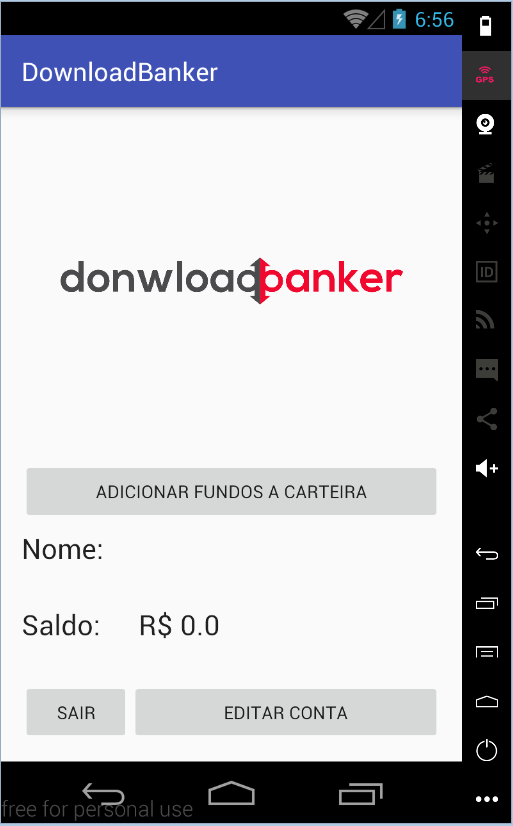 6:56
DownloadBanker
GPS
donwloadbanker
ID
ADICIONAR FUNDOS A CARTEIRA
Nome:
Saldo: R$ 0.0
SAIR EDITAR CONTA
free for personal use